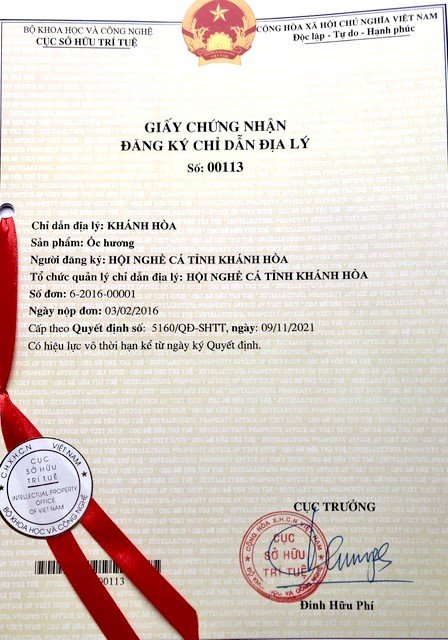 BỘ KHOA HỌC VÀ CÔNG NGHỆ
CỤC SỞ HỮU TRÍ TUỆ
CỘNG HÒA XÃ HỘI CHỦ NGHĨA VIỆT NAM
Độc lập - Tự do - Hạnh phúc
GIẤY CHỨNG NHẬN
ĐĂNG KÝ CHỈ DẪN ĐỊA LÝ
Số: 00113
Chỉ dẫn địa lý: KHÁNH HÒA
Sản phẩm: Ốc hương
Người đăng ký: HỘI NGHỀ CÁ TỈNH KHÁNH HÒA
Tổ chức quản lý chỉ dẫn địa lý: HỘI NGHỀ CÁ TỈNH KHÁNH HÒA
Số đơn: 6-2016-00001
Ngày nộp đơn: 03/02/2016
Cấp theo Quyết định số: 5160/QĐ-SHTT, ngày: 09/11/2021
Có hiệu lực vô thời hạn kể từ ngày ký Quyết định.
C.H.X.H.C.N VIỆT NAM
CỤC
SỞ HỮU
TRÍ TUỆ
INTELLECTUAL PROPERTY
OFFICE
OF VIET NAM
BỘ KHOA HỌC VÀ CÔNG NGHỆ
00113
CỤC TRƯỞNG
CỘNG HÒA X.H.C.N VIỆT NAM
CỤC
SỞ HỮU
TRÍ TUỆ
Đinh Hữu Phí